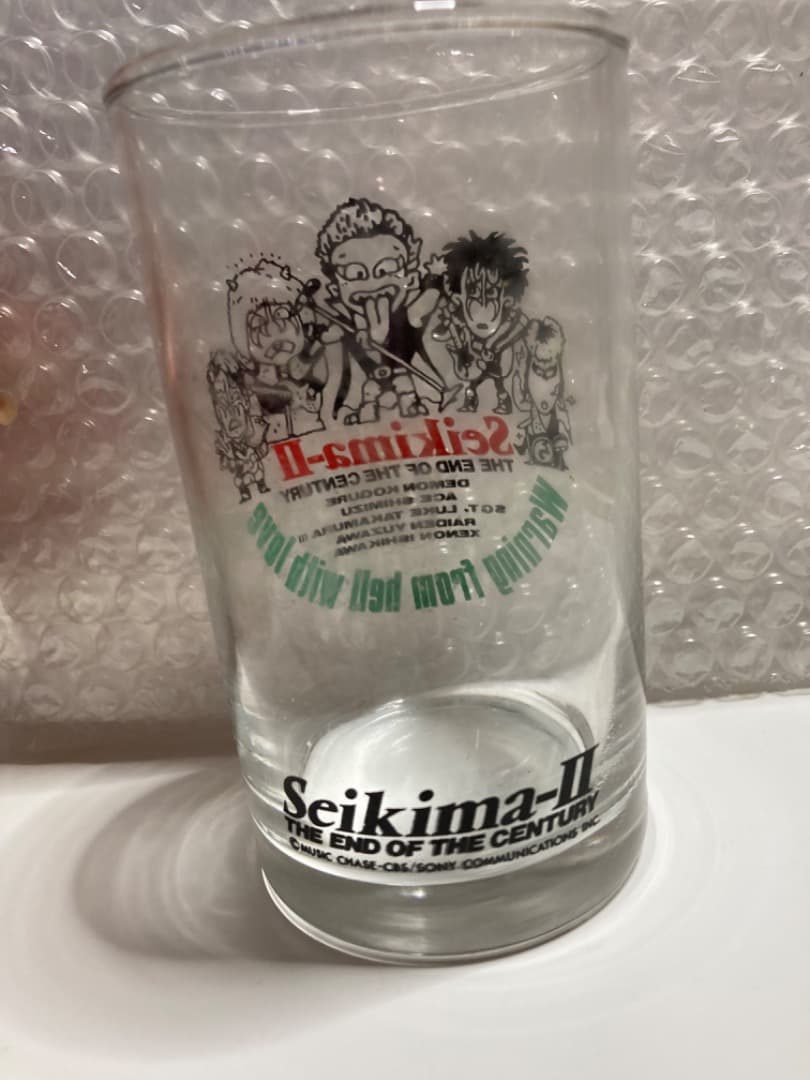 Seikima-II
THE END OF THE CENTURY
DEMON KOGURE
ACE SHIMIZU
SGT. LUKE TAKAMURA
RAIDEN YUZAWA
XENON ISHIKAWA
Warning from hell with love
Seikima-II
THE END OF THE CENTURY
©MUSIC CHASE-CBS/SONY COMMUNICATIONS INC.